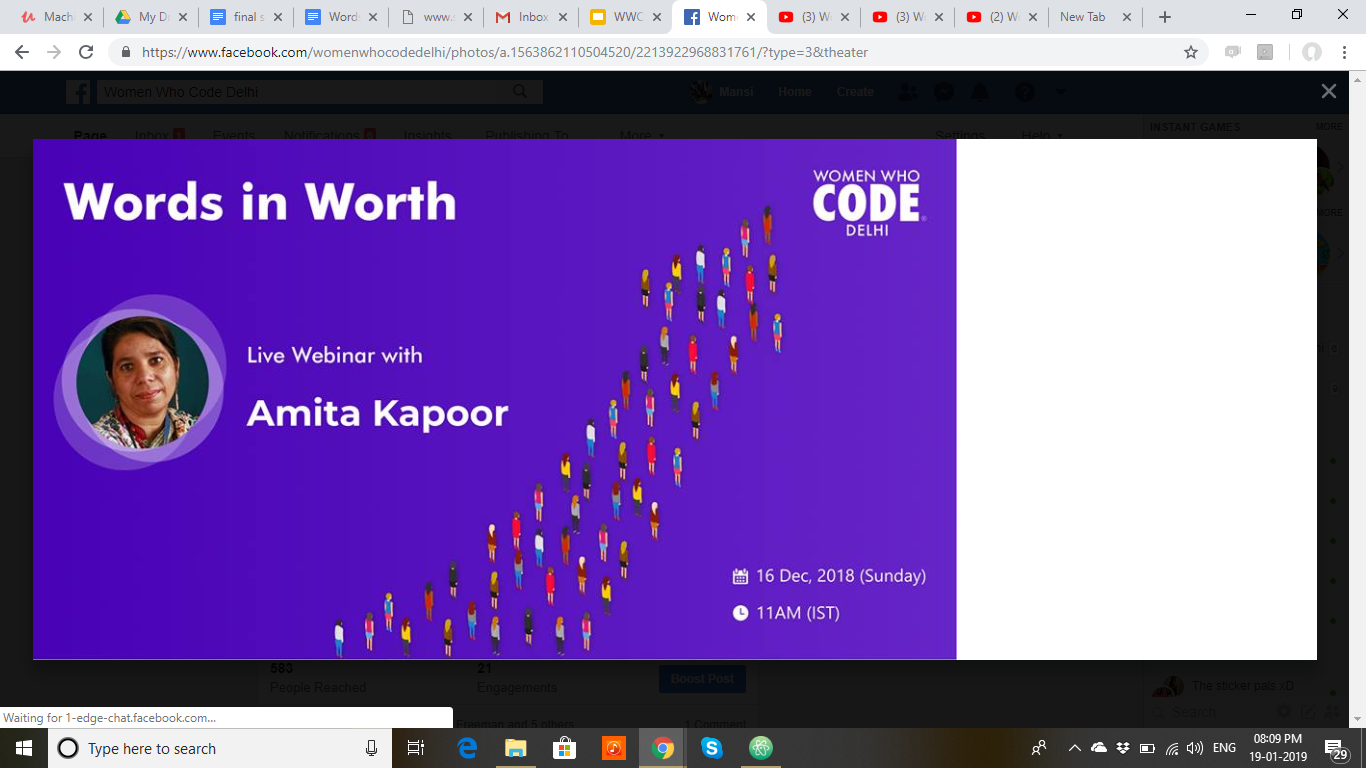 Mach
My D
final s
Words
www.
Inbox
WWC
Wom
(3) W
(3) W
(2) W
New Tab
https://www.facebook.com/womenwhocodedelhi/photos/a.1563862110504520/2213922968831761/?type=3&theater
Women Who Code Delhi
Mansi Home Create
Page Inbox 1 Events Notifications Insights Publishing To... More Settings Help
INSTANT GAMES MORE
MORE
Words in Worth
WOMEN WHO
CODE
DELHI
Live Webinar with
Amita Kapoor
16 Dec, 2018 (Sunday)
11AM (IST)
583
People Reached
21
Engagements
Boost Post
Freeman and 5 others
1 Comment
The sticker pals xD
Search
Waiting for 1-edge-chat.facebook.com...
Type here to search
ENG
08:09 PM
19-01-2019
29